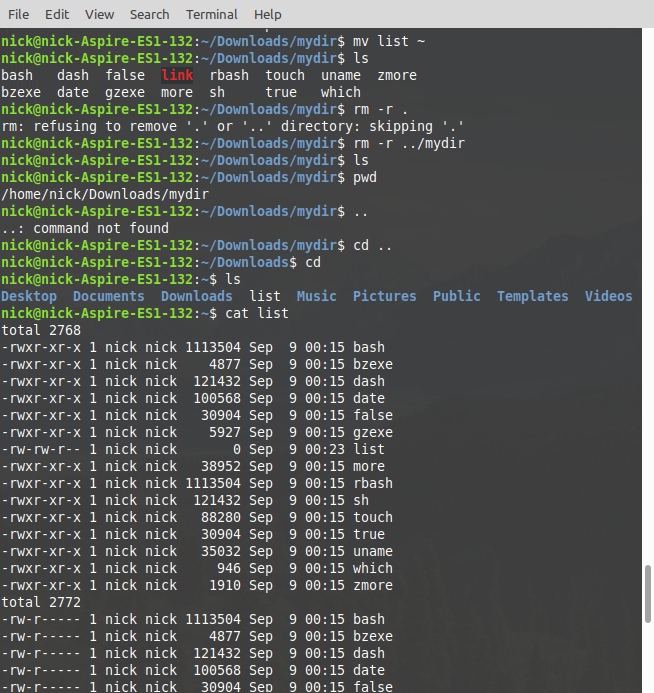 File Edit View Search Terminal Help
nick@nick-Aspire-ES1-132:~/Downloads/mydir$ mv list ~
nick@nick-Aspire-ES1-132:~/Downloads/mydir$ ls
bash   dash  false  link  rbash  touch  uname  zmore
bzexe  date  gzexe  more  sh     true   which
nick@nick-Aspire-ES1-132:~/Downloads/mydir$ rm -r .
rm: refusing to remove '.' or '..' directory: skipping '.'
nick@nick-Aspire-ES1-132:~/Downloads/mydir$ rm -r ../mydir
nick@nick-Aspire-ES1-132:~/Downloads/mydir$ ls
nick@nick-Aspire-ES1-132:~/Downloads/mydir$ pwd
/home/nick/Downloads/mydir
nick@nick-Aspire-ES1-132:~/Downloads/mydir$ ..
..: command not found
nick@nick-Aspire-ES1-132:~/Downloads/mydir$ cd ..
nick@nick-Aspire-ES1-132:~/Downloads$ cd
nick@nick-Aspire-ES1-132:~$ ls
Desktop  Documents  Downloads  list  Music  Pictures  Public  Templates  Videos
nick@nick-Aspire-ES1-132:~$ cat list
total 2768
-rwxr-xr-x 1 nick nick 1113504 Sep  9 00:15 bash
-rwxr-xr-x 1 nick nick    4877 Sep  9 00:15 bzexe
-rwxr-xr-x 1 nick nick  121432 Sep  9 00:15 dash
-rwxr-xr-x 1 nick nick  100568 Sep  9 00:15 date
-rwxr-xr-x 1 nick nick   30904 Sep  9 00:15 false
-rwxr-xr-x 1 nick nick    5927 Sep  9 00:15 gzexe
-rw-rw-r-- 1 nick nick       0 Sep  9 00:23 list
-rwxr-xr-x 1 nick nick   38952 Sep  9 00:15 more
-rwxr-xr-x 1 nick nick 1113504 Sep  9 00:15 rbash
-rwxr-xr-x 1 nick nick  121432 Sep  9 00:15 sh
-rwxr-xr-x 1 nick nick   88280 Sep  9 00:15 touch
-rwxr-xr-x 1 nick nick   30904 Sep  9 00:15 true
-rwxr-xr-x 1 nick nick   35032 Sep  9 00:15 uname
-rwxr-xr-x 1 nick nick     946 Sep  9 00:15 which
-rwxr-xr-x 1 nick nick    1910 Sep  9 00:15 zmore
total 2772
-rw-r----- 1 nick nick 1113504 Sep  9 00:15 bash
-rw-r----- 1 nick nick    4877 Sep  9 00:15 bzexe
-rw-r----- 1 nick nick  121432 Sep  9 00:15 dash
-rw-r----- 1 nick nick  100568 Sep  9 00:15 date
-rw-r----- 1 nick nick   30904 Sep  9 00:15 false